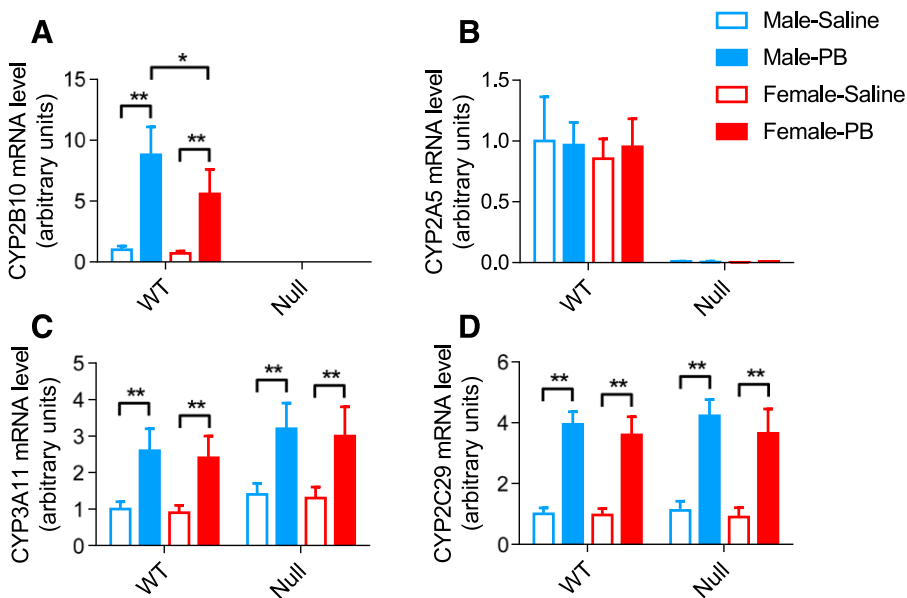 A
CYP2B10 mRNA level
(arbitrary units)
15
10
5
0
**
*
**
WT
Null
B
CYP2A5 mRNA level
(arbitrary units)
1.5
1.0
0.5
0.0
WT
Null
Male-Saline
Male-PB
Female-Saline
Female-PB
C
CYP3A11 mRNA level
(arbitrary units)
5
4
3
2
1
0
**
**
**
**
WT
Null
D
CYP2C29 mRNA level
(arbitrary units)
6
4
2
0
**
**
**
**
WT
Null